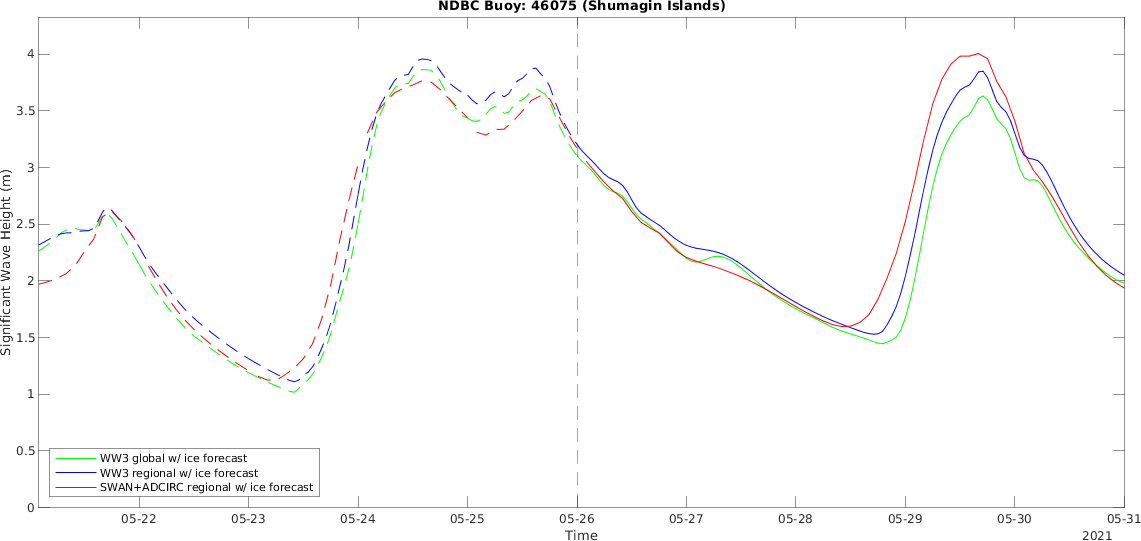 NDBC Buoy: 46075 (Shumagin Islands)
Significant Wave Height (m)
4
3.5
3
2.5
2
1.5
1
0.5
0
WW3 global w/ ice forecast
WW3 regional w/ ice forecast
SWAN+ADCIRC regional w/ ice forecast
05-22 05-23 05-24 05-25 05-26 05-27 05-28 05-29 05-30 05-31
Time
2021